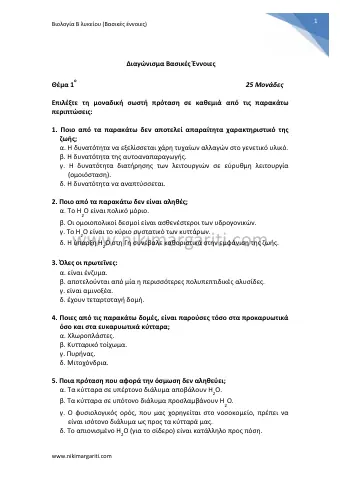 Βιολογία Β λυκείου (Βασικές έννοιες)
1
Διαγώνισμα Βασικές Έννοιες
Θέμα 1ο 25 Μονάδες
Επιλέξτε τη μοναδική σωστή πρόταση σε καθεμιά από τις παρακάτω
περιπτώσεις:
1. Ποιο από τα παρακάτω δεν αποτελεί απαραίτητα χαρακτηριστικό της
ζωής;
α. Η δυνατότητα να εξελίσσεται χάρη τυχαίων αλλαγών στο γενετικό υλικό.
β. Η δυνατότητα της αυτοαναπαραγωγής.
γ. Η δυνατότητα διατήρησης των λειτουργιών σε εύρυθμη λειτουργία
(ομοιόσταση).
δ. Η δυνατότητα να αναπτύσσεται.
2. Ποιο από τα παρακάτω δεν είναι αληθές;
α. Το H2O είναι πολικό μόριο.
β. Οι ομοιοπολικοί δεσμοί είναι ασθενέστεροι των υδρογονικών.
γ. Το H2O είναι το κύριο συστατικό των κυττάρων.
δ. Η ύπαρξη H2O στη Γη συνέβαλε καθοριστικά στην εμφάνιση της ζωής.
www.nikimargariti.com
3. Όλες οι πρωτεΐνες:
α. είναι ένζυμα.
β. αποτελούνται από μία η περισσότερες πολυπεπτιδικές αλυσίδες.
γ. είναι αμινοξέα.
δ. έχουν τεταρτοταγή δομή.
4. Ποιες από τις παρακάτω δομές, είναι παρούσες τόσο στα προκαρυωτικά
όσο και στα ευκαρυωτικά κύτταρα;
α. Χλωροπλάστες.
β. Κυτταρικό τοίχωμα.
γ. Πυρήνας.
δ. Μιτοχόνδρια.
5. Ποια πρόταση που αφορά την όσμωση δεν αληθεύει;
α. Τα κύτταρα σε υπέρτονο διάλυμα αποβάλουν H2O.
β. Τα κύτταρα σε υπότονο διάλυμα προσλαμβάνουν H2O.
γ. Ο φυσιολογικός ορός, που μας χορηγείται στο νοσοκομείο, πρέπει να
είναι ισότονο διάλυμα ως προς τα κύτταρά μας.
δ. Το απιονισμένο H2O (για το σίδερο) είναι κατάλληλο προς πόση.
www.nikimargariti.com